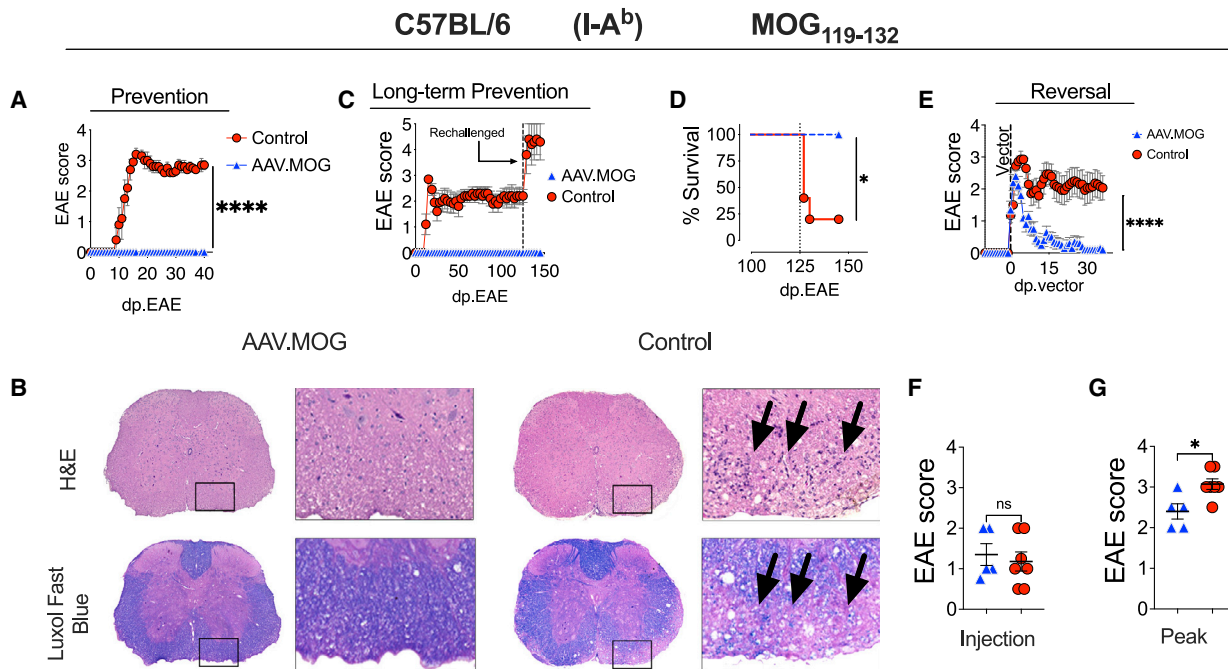 C57BL/6 (I-Aᵇ) MOG₁₁₉₋₁₃₂
A
Prevention
EAE score
4
3
2
1
0
0 10 20 30 40
dp.EAE
Control
AAV.MOG
****
C
Long-term Prevention
EAE score
5
4
3
2
1
0
Rechallenged
0 50 100 150
dp.EAE
AAV.MOG
Control
D
% Survival
100
75
50
25
0
100 125 150
dp.EAE
*
E
Reversal
EAE score
4
3
2
1
0
Vector
0 15 30
dp.vector
AAV.MOG
Control
****
AAV.MOG Control
B
H&E
Luxol Fast
Blue
F
EAE score
4
3
2
1
0
ns
Injection
G
EAE score
4
3
2
1
0
*
Peak